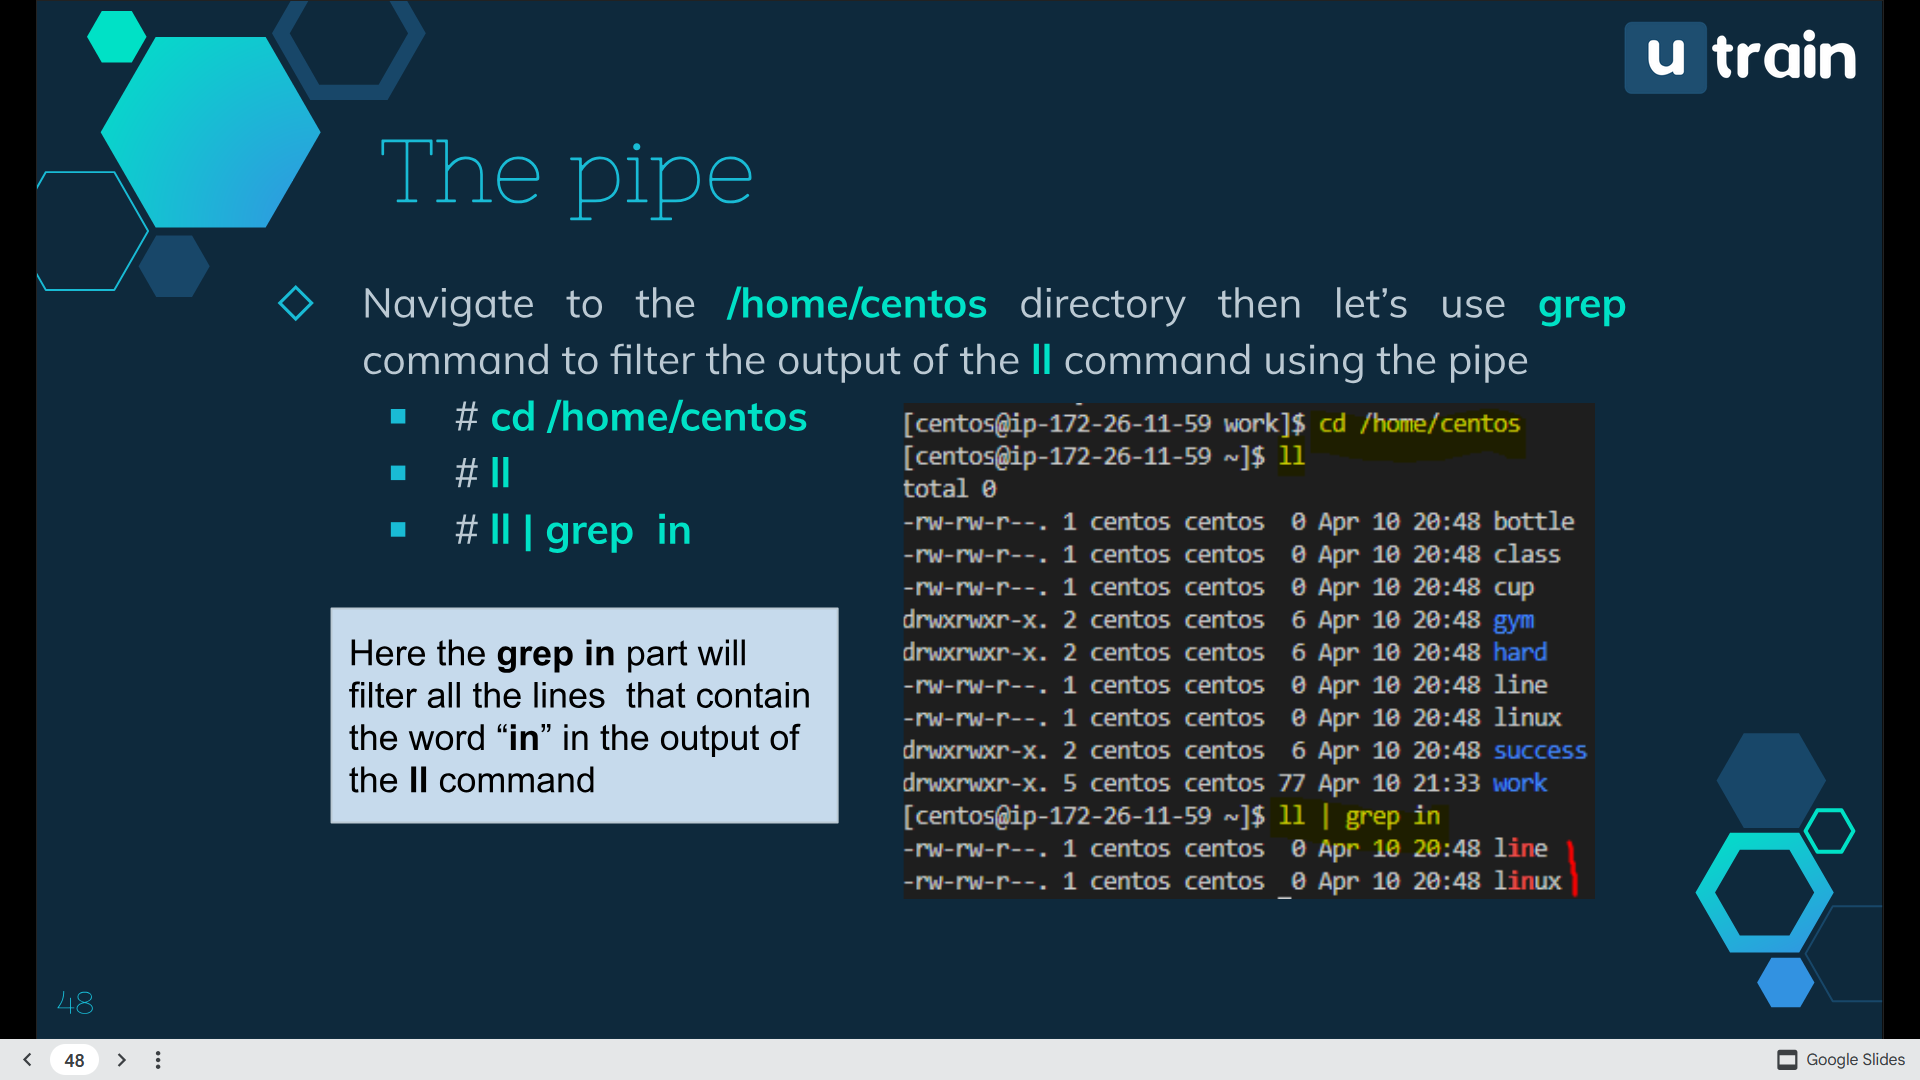 u train
The pipe
Navigate to the /home/centos directory then let’s use grep
command to filter the output of the ll command using the pipe
# cd /home/centos
# ll
# ll | grep in
Here the grep in part will
filter all the lines that contain
the word “in” in the output of
the ll command
[centos@ip-172-26-11-59 work]$ cd /home/centos
[centos@ip-172-26-11-59 ~]$ ll
total 0
-rw-rw-r--. 1 centos centos 0 Apr 10 20:48 bottle
-rw-rw-r--. 1 centos centos 0 Apr 10 20:48 class
-rw-rw-r--. 1 centos centos 0 Apr 10 20:48 cup
drwxrwxr-x. 2 centos centos 6 Apr 10 20:48 gym
drwxrwxr-x. 2 centos centos 6 Apr 10 20:48 hard
-rw-rw-r--. 1 centos centos 0 Apr 10 20:48 line
-rw-rw-r--. 1 centos centos 0 Apr 10 20:48 linux
drwxrwxr-x. 2 centos centos 6 Apr 10 20:48 success
drwxrwxr-x. 5 centos centos 77 Apr 10 21:33 work
[centos@ip-172-26-11-59 ~]$ ll | grep in
-rw-rw-r--. 1 centos centos 0 Apr 10 20:48 line
-rw-rw-r--. 1 centos centos 0 Apr 10 20:48 linux
48
48
Google Slides